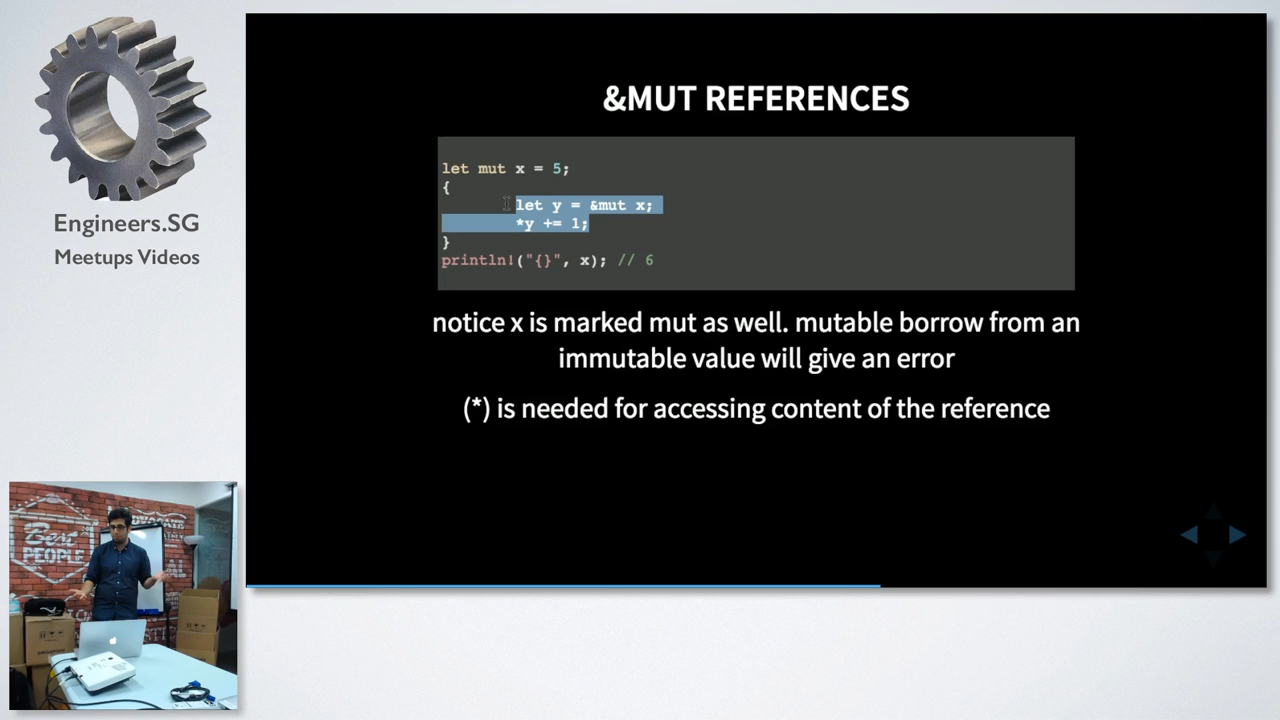 Engineers.SG
Meetups Videos
&MUT REFERENCES
let mut x = 5;
{
let y = &mut x;
*y += 1;
}
println!("{}", x); // 6
notice x is marked mut as well. mutable borrow from an
immutable value will give an error
(*) is needed for accessing content of the reference
Best
PEOPLE